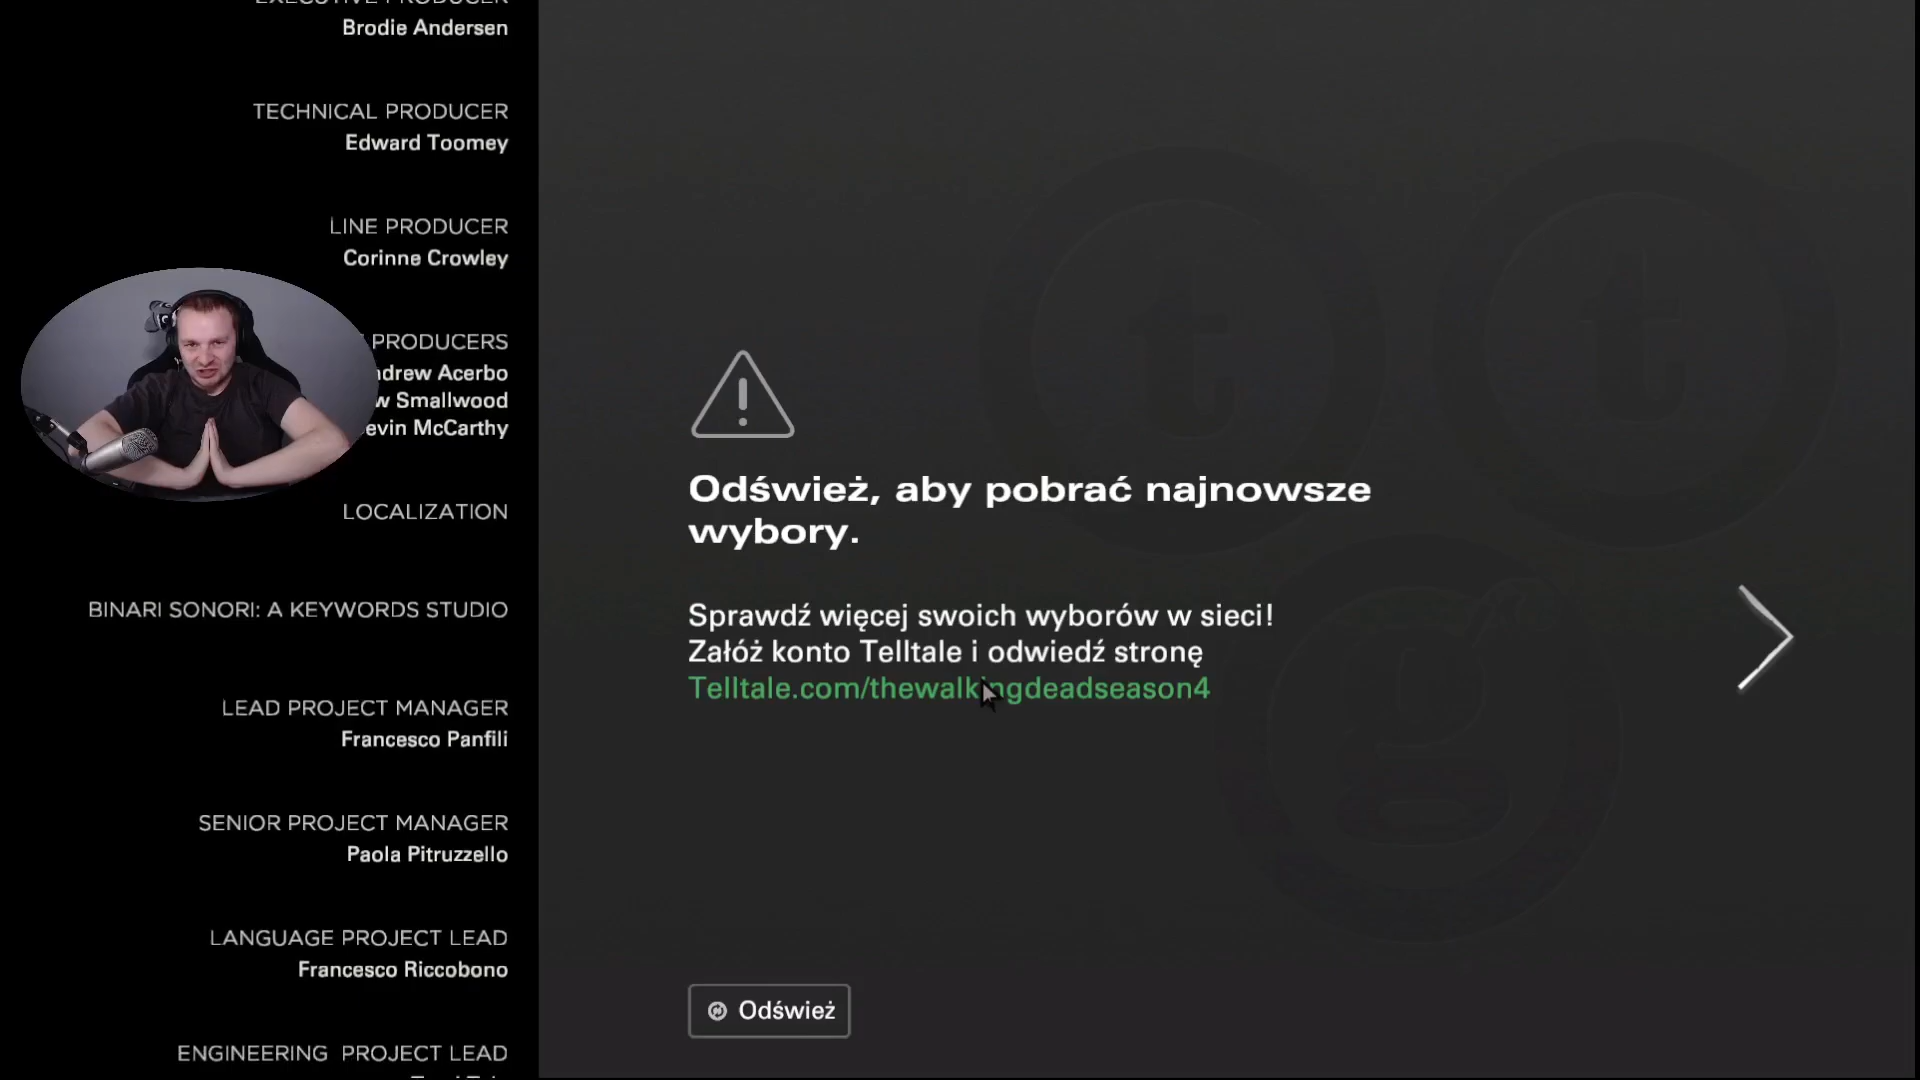 Brodie Andersen
TECHNICAL PRODUCER
Edward Toomey
LINE PRODUCER
Corinne Crowley
PRODUCERS
Acerbo
Smallwood
McCarthy
LOCALIZATION
BINARI SONORI: A KEYWORDS STUDIO
LEAD PROJECT MANAGER
Francesco Panfili
SENIOR PROJECT MANAGER
Paola Pitruzzello
LANGUAGE PROJECT LEAD
Francesco Riccobono
ENGINEERING PROJECT LEAD
Odśwież, aby pobrać najnowsze
wybory.
Sprawdź więcej swoich wyborów w sieci!
Załóż konto Telltale i odwiedź stronę
Telltale.com/thewalkingdeadseason4
Odśwież